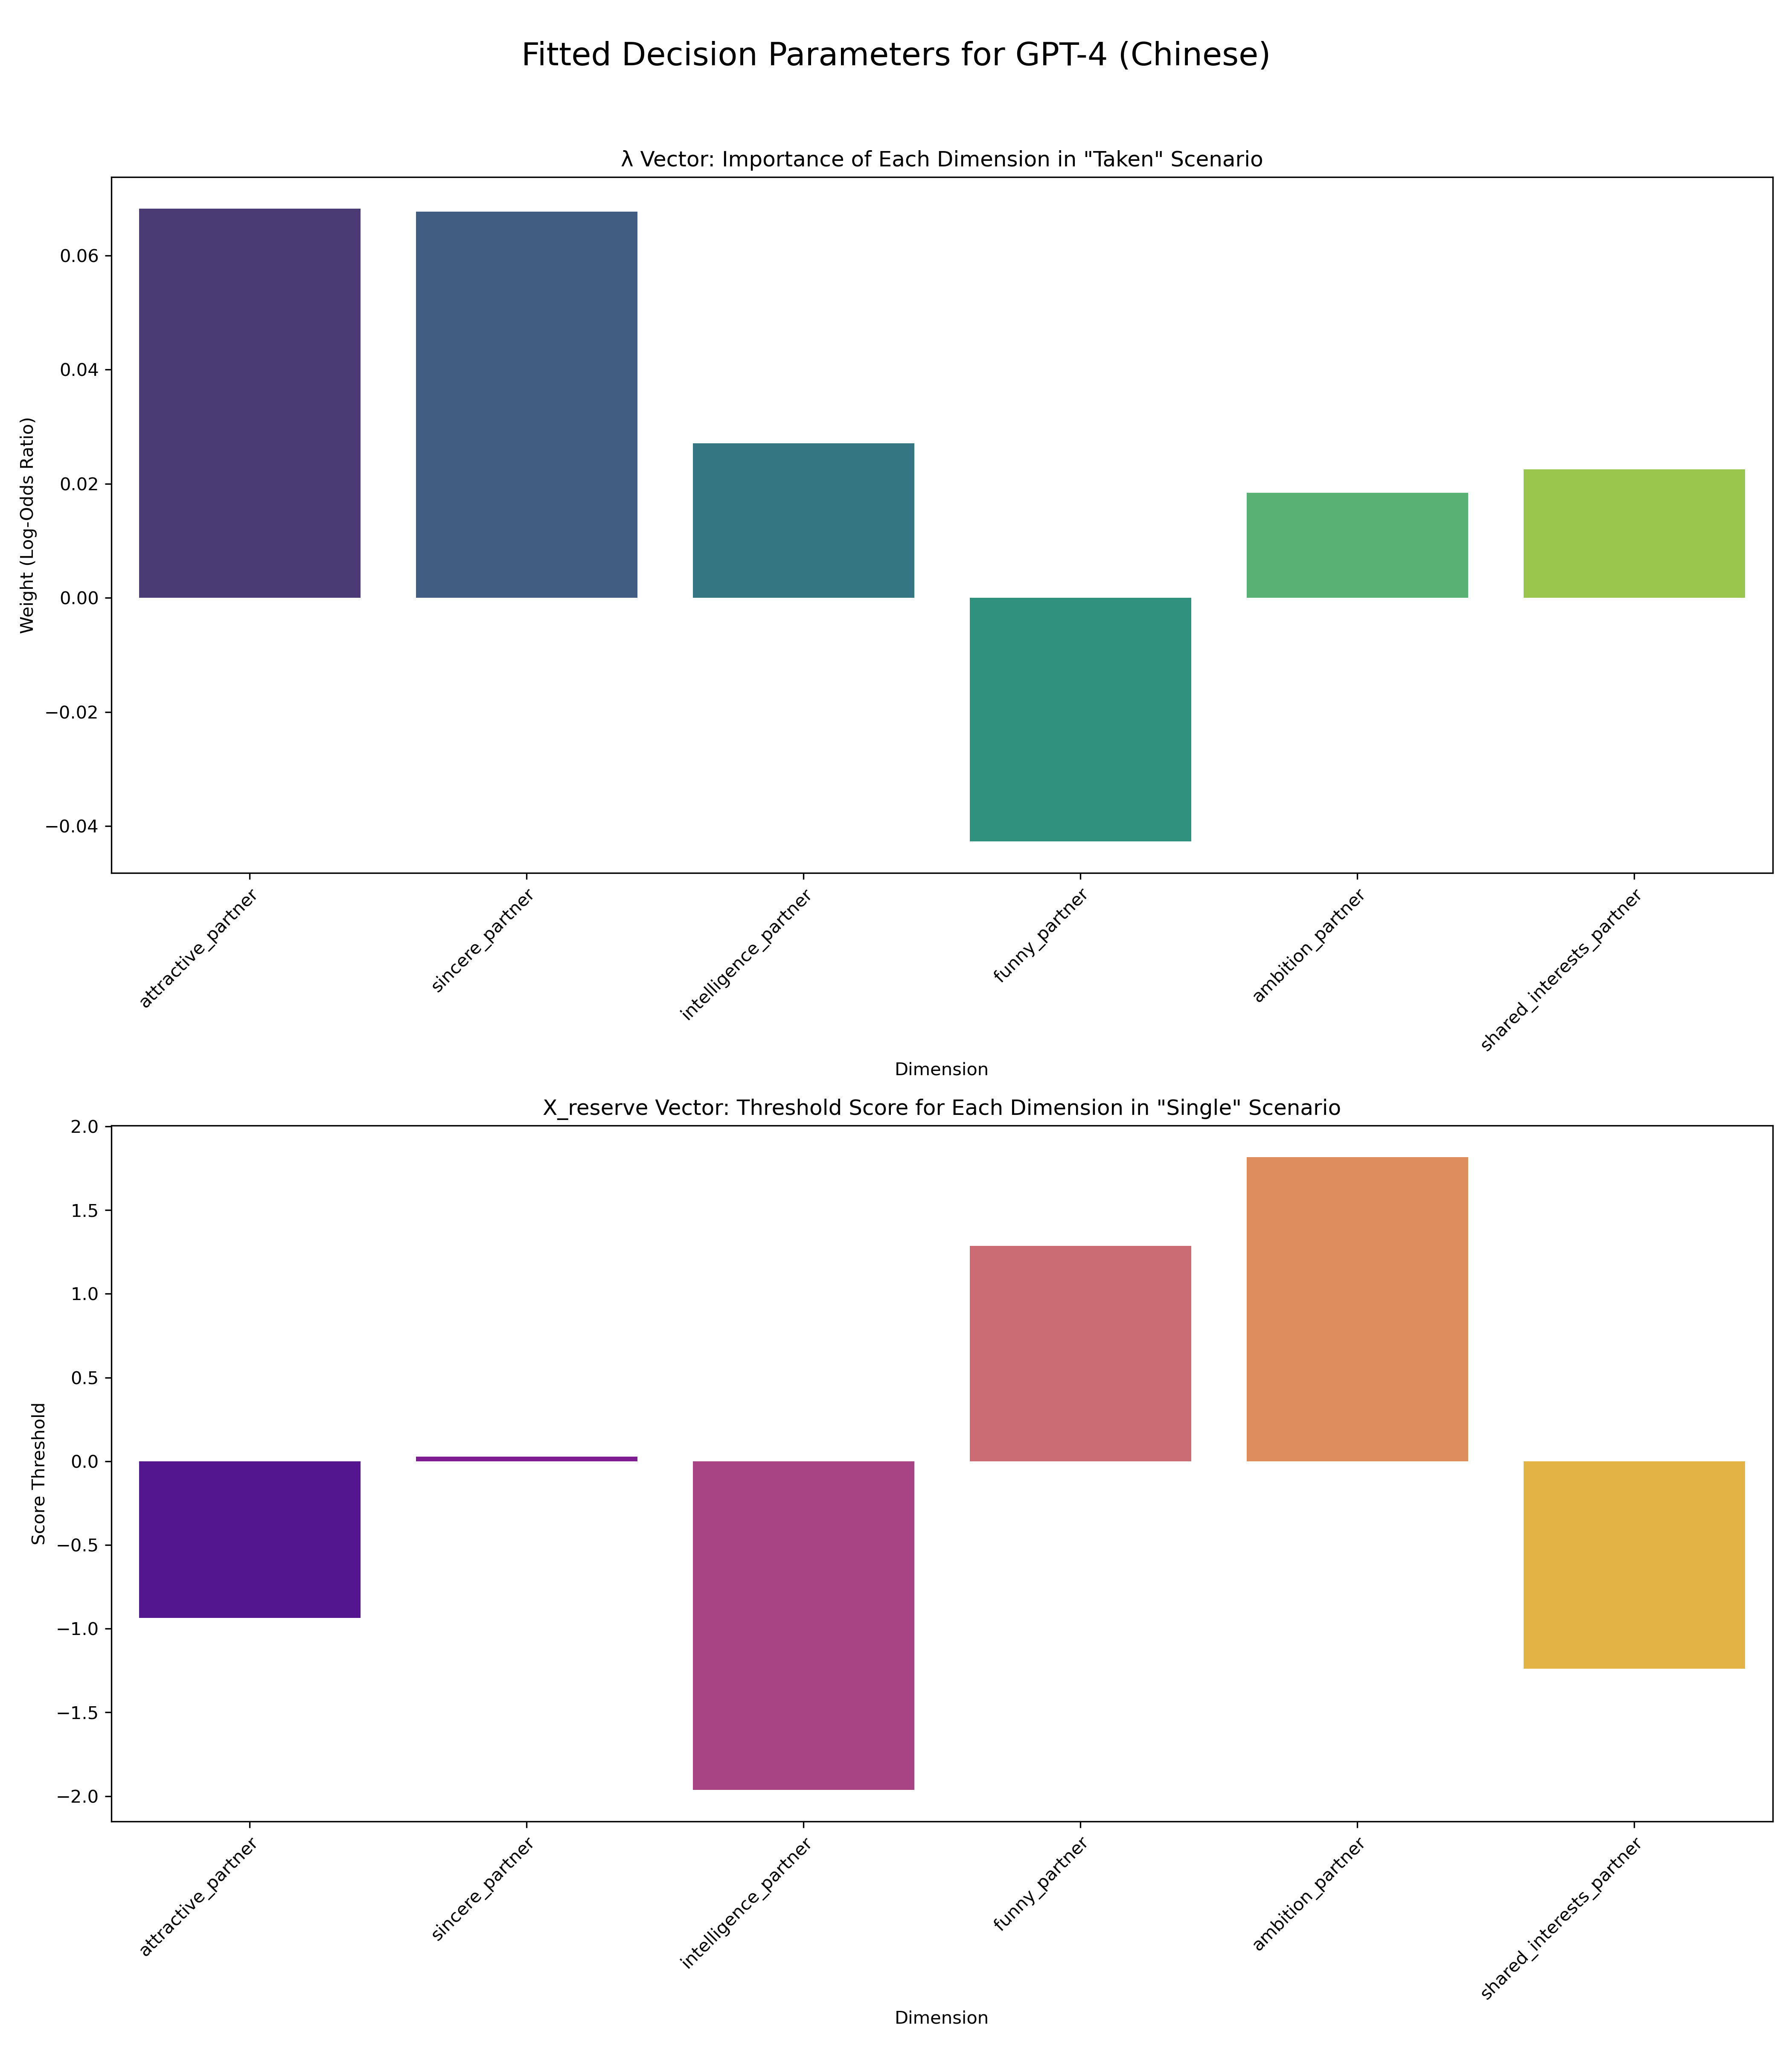 Fitted Decision Parameters for GPT-4 (Chinese)
λ Vector: Importance of Each Dimension in "Taken" Scenario
Weight (Log-Odds Ratio)
0.06
0.04
0.02
0.00
−0.02
−0.04
attractive_partner
sincere_partner
intelligence_partner
funny_partner
ambition_partner
shared_interests_partner
Dimension
X_reserve Vector: Threshold Score for Each Dimension in "Single" Scenario
Score Threshold
2.0
1.5
1.0
0.5
0.0
−0.5
−1.0
−1.5
−2.0
attractive_partner
sincere_partner
intelligence_partner
funny_partner
ambition_partner
shared_interests_partner
Dimension